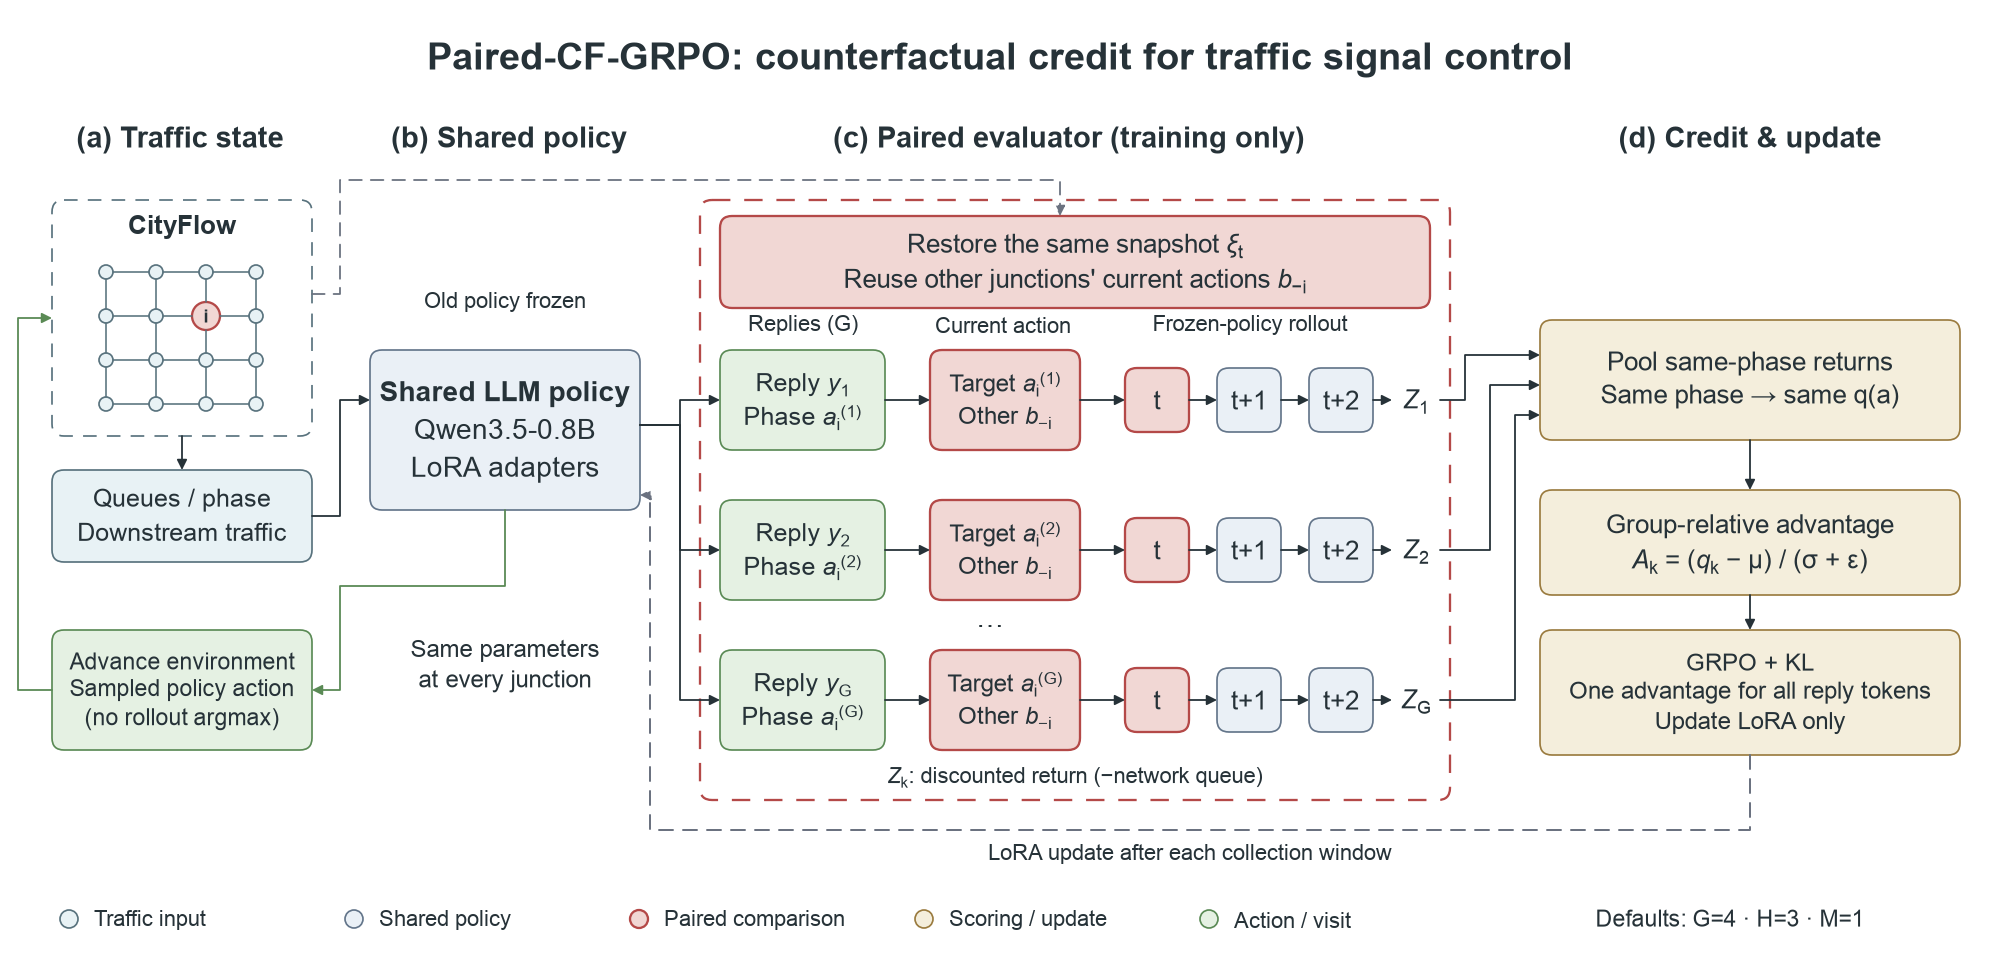 Paired-CF-GRPO: counterfactual credit for traffic signal control
(a) Traffic state
(b) Shared policy
(c) Paired evaluator (training only)
(d) Credit & update
CityFlow
i
Queues / phase
Downstream traffic
Advance environment
Sampled policy action
(no rollout argmax)
Old policy frozen
Shared LLM policy
Qwen3.5-0.8B
LoRA adapters
Same parameters
at every junction
Restore the same snapshot ξt
Reuse other junctions' current actions b−i
Replies (G)
Current action
Frozen-policy rollout
Reply y1
Phase ai(1)
Target ai(1)
Other b−i
t
t+1
t+2
Z1
Reply y2
Phase ai(2)
Target ai(2)
Other b−i
t
t+1
t+2
Z2
...
Reply yG
Phase ai(G)
Target ai(G)
Other b−i
t
t+1
t+2
ZG
Zk: discounted return (−network queue)
Pool same-phase returns
Same phase → same q(a)
Group-relative advantage
Ak = (qk − μ) / (σ + ε)
GRPO + KL
One advantage for all reply tokens
Update LoRA only
LoRA update after each collection window
Traffic input
Shared policy
Paired comparison
Scoring / update
Action / visit
Defaults: G=4 · H=3 · M=1